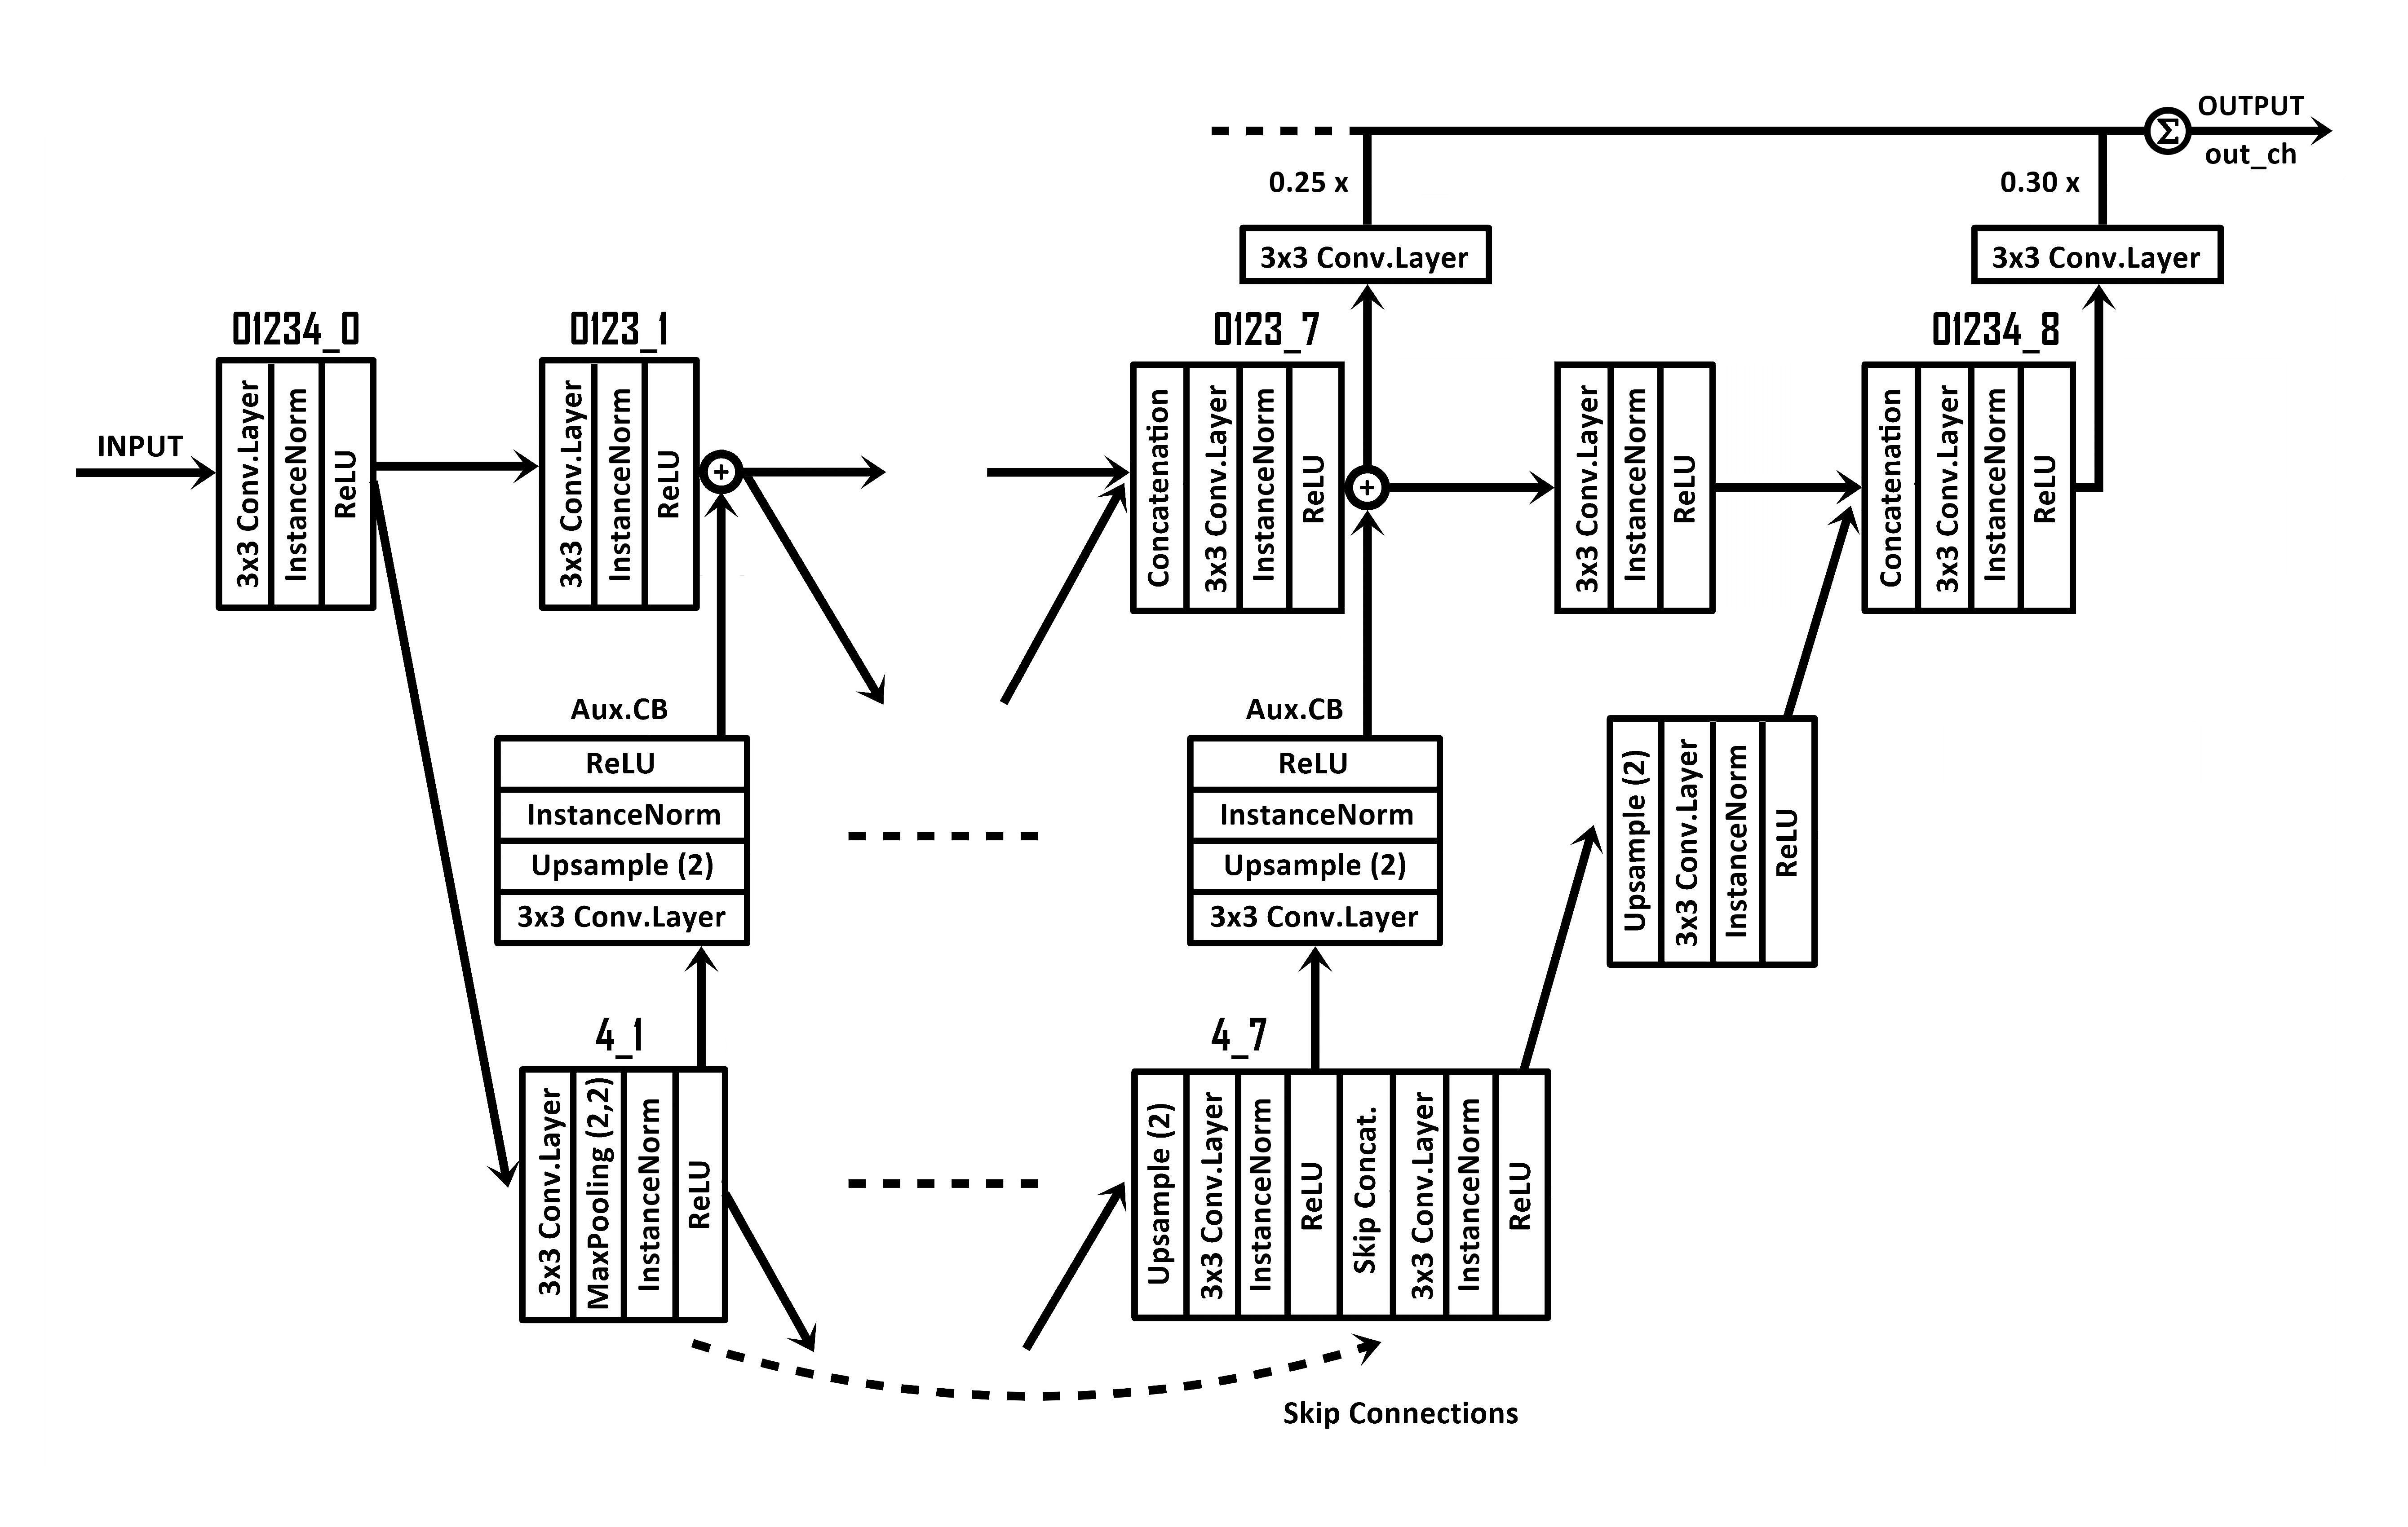 OUTPUT
Σ
out_ch
0.25 x
0.30 x
3x3 Conv.Layer
3x3 Conv.Layer
01234_0
0123_1
0123_7
01234_8
INPUT
3x3 Conv.Layer
InstanceNorm
ReLU
3x3 Conv.Layer
InstanceNorm
ReLU
+
Concatenation
3x3 Conv.Layer
InstanceNorm
ReLU
+
3x3 Conv.Layer
InstanceNorm
ReLU
Concatenation
3x3 Conv.Layer
InstanceNorm
ReLU
Aux.CB
ReLU
InstanceNorm
Upsample (2)
3x3 Conv.Layer
Aux.CB
ReLU
InstanceNorm
Upsample (2)
3x3 Conv.Layer
Upsample (2)
3x3 Conv.Layer
InstanceNorm
ReLU
4_1
3x3 Conv.Layer
MaxPooling (2,2)
InstanceNorm
ReLU
4_7
Upsample (2)
3x3 Conv.Layer
InstanceNorm
ReLU
Skip Concat.
3x3 Conv.Layer
InstanceNorm
ReLU
Skip Connections